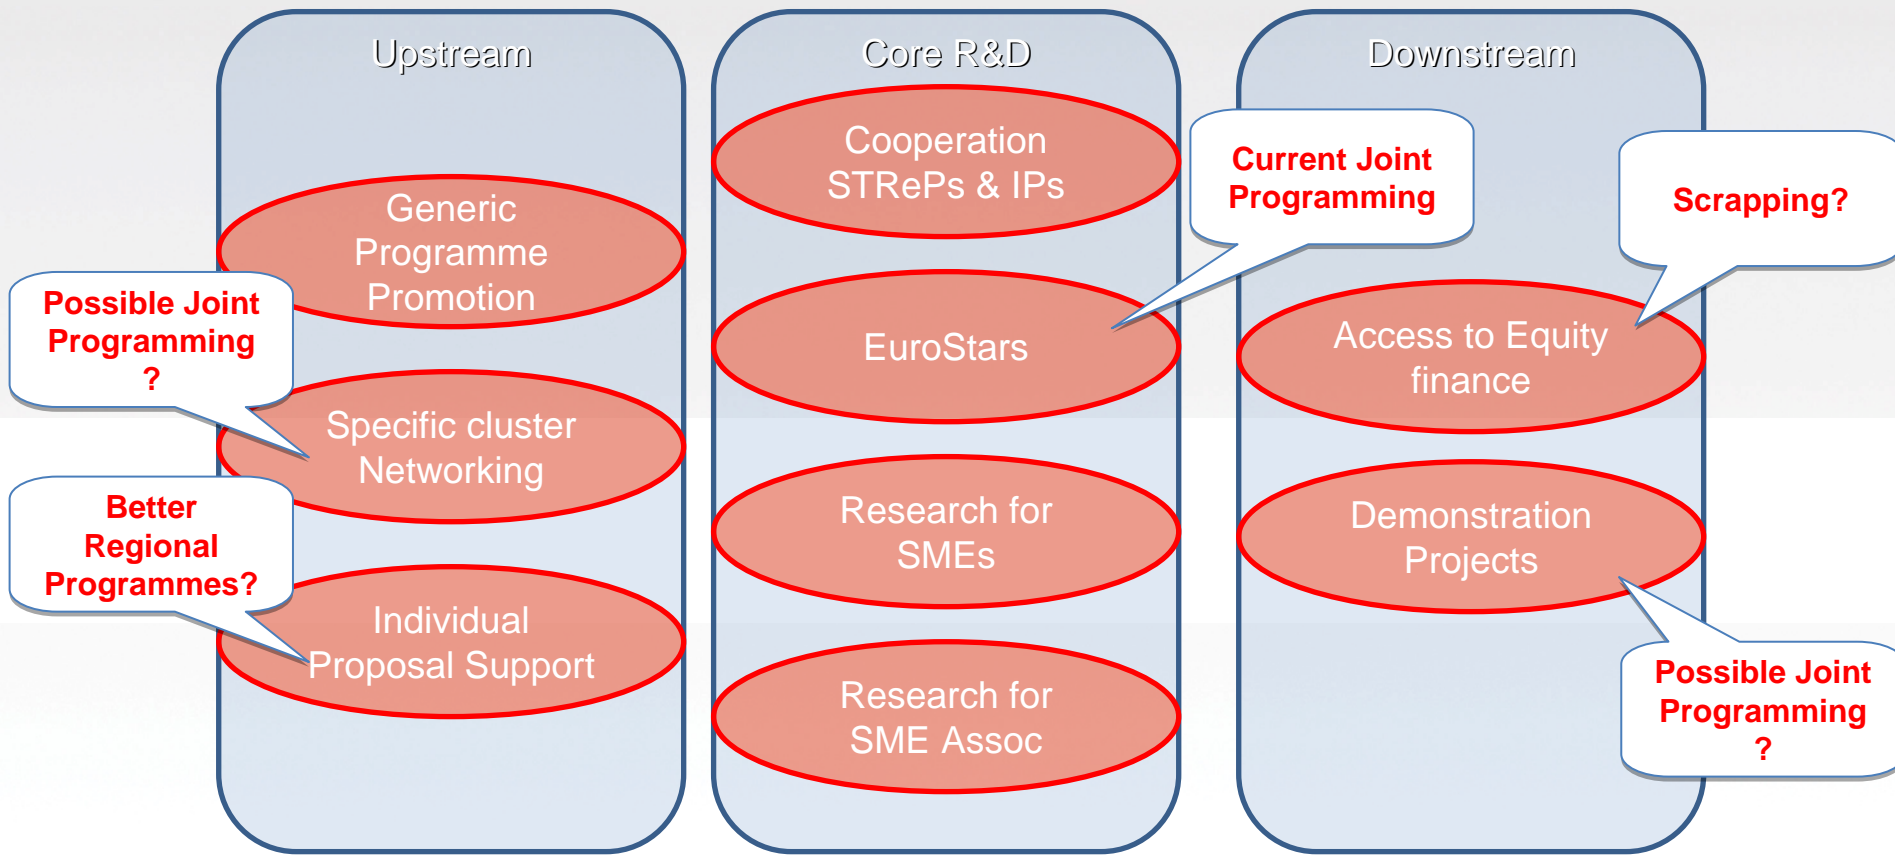 Upstream
Generic
Programme
Promotion
Possible Joint
Programming
?
Specific cluster
Networking
Better
Regional
Programmes?
Individual
Proposal Support
Core R&D
Cooperation
STRePs & IPs
Current Joint
Programming
EuroStars
Research for
SMEs
Research for
SME Assoc
Downstream
Scrapping?
Access to Equity
finance
Demonstration
Projects
Possible Joint
Programming
?